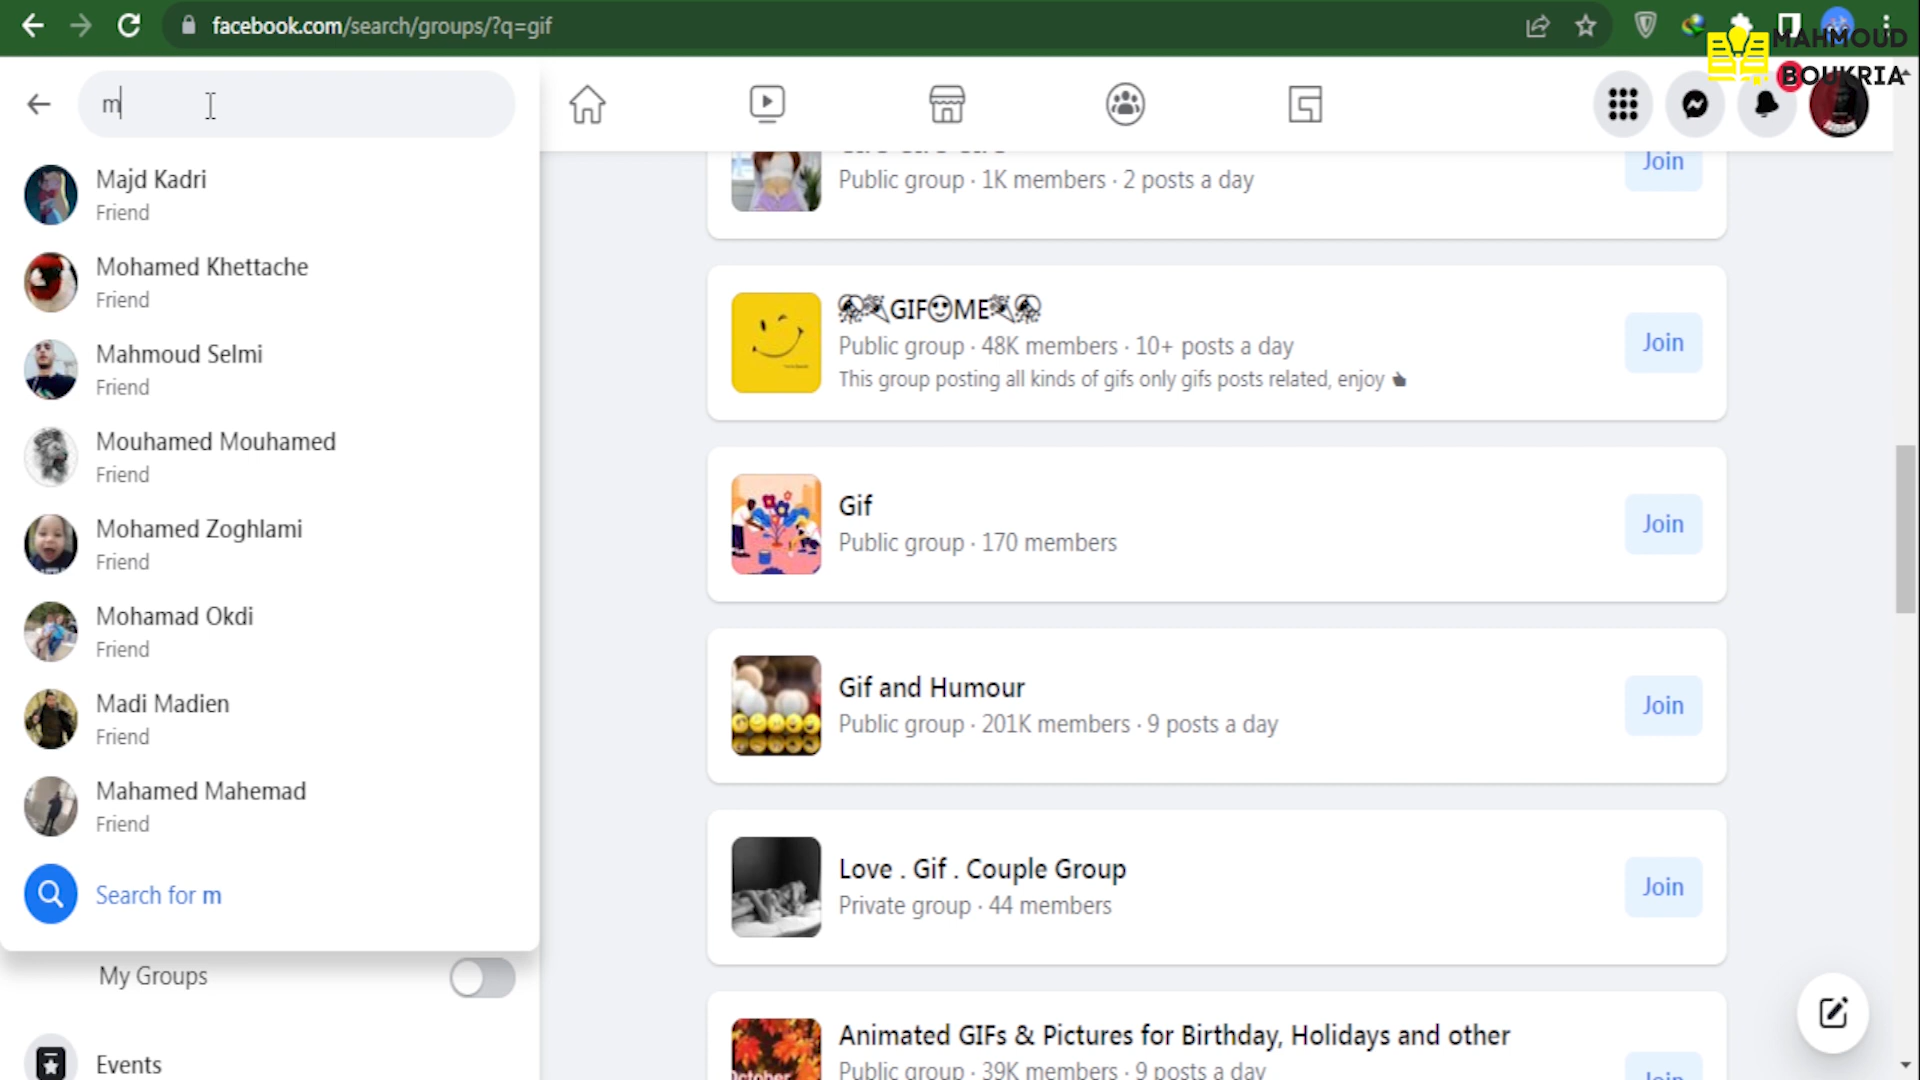 facebook.com/search/groups/?q=gif
MAHMOUD
BOUKRIA
m
Majd Kadri
Friend
Mohamed Khettache
Friend
Mahmoud Selmi
Friend
Mouhamed Mouhamed
Friend
Mohamed Zoghlami
Friend
Mohamad Okdi
Friend
Madi Madien
Friend
Mahamed Mahemad
Friend
Search for m
My Groups
Events
Public group · 1K members · 2 posts a day
Join
GIF😍ME
Public group · 48K members · 10+ posts a day
This group posting all kinds of gifs only gifs posts related, enjoy
Join
Gif
Public group · 170 members
Join
Gif and Humour
Public group · 201K members · 9 posts a day
Join
Love . Gif . Couple Group
Private group · 44 members
Join
Animated GIFs & Pictures for Birthday, Holidays and other
Public group · 39K members · 9 posts a day
Join
October